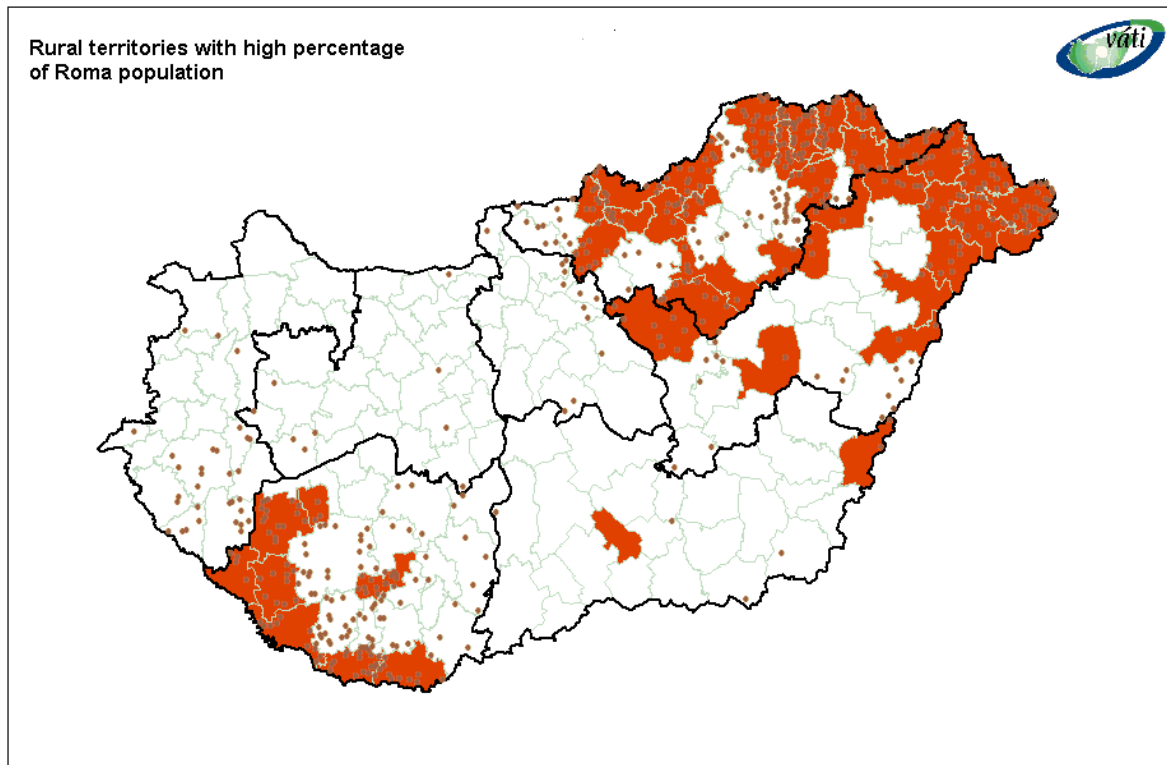 Rural territories with high percentage
of Roma population
váti